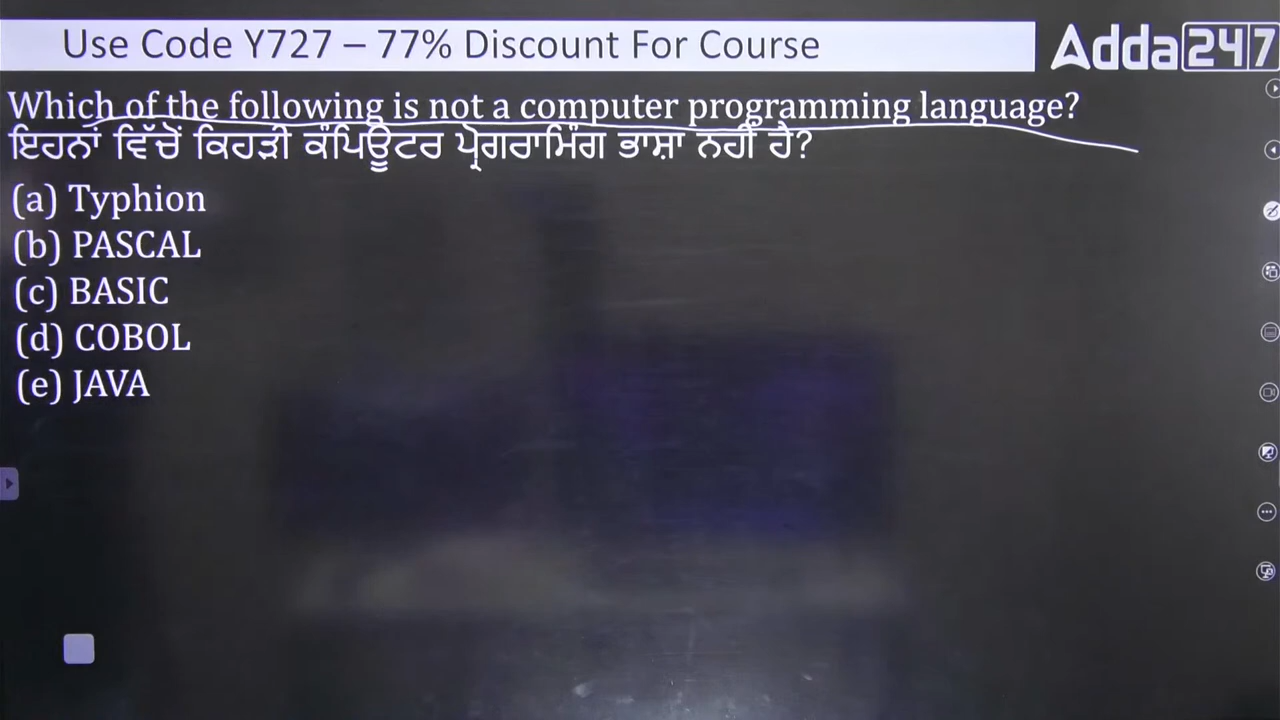 Use Code Y727 – 77% Discount For Course
Adda247
Which of the following is not a computer programming language?
ਇਹਨਾਂ ਵਿੱਚੋਂ ਕਿਹੜੀ ਕੰਪਿਊਟਰ ਪ੍ਰੋਗਰਾਮਿੰਗ ਭਾਸ਼ਾ ਨਹੀਂ ਹੈ?
(a) Typhion
(b) PASCAL
(c) BASIC
(d) COBOL
(e) JAVA